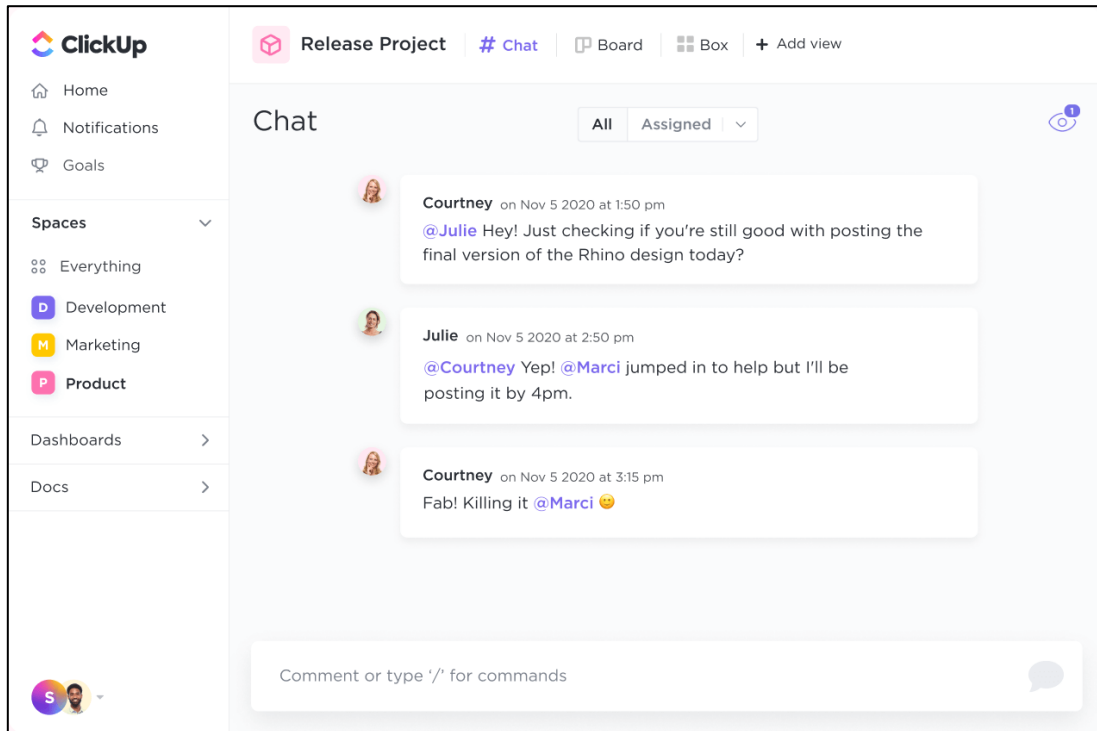 ClickUp
Home
Notifications
Goals
Spaces
Everything
D Development
M Marketing
P Product
Dashboards
Docs
S
Release Project
# Chat
Board
Box
+ Add view
Chat
All
Assigned
1
Courtney on Nov 5 2020 at 1:50 pm
@Julie Hey! Just checking if you're still good with posting the
final version of the Rhino design today?
Julie on Nov 5 2020 at 2:50 pm
@Courtney Yep! @Marci jumped in to help but I'll be
posting it by 4pm.
Courtney on Nov 5 2020 at 3:15 pm
Fab! Killing it @Marci 🙂
Comment or type ‘/’ for commands